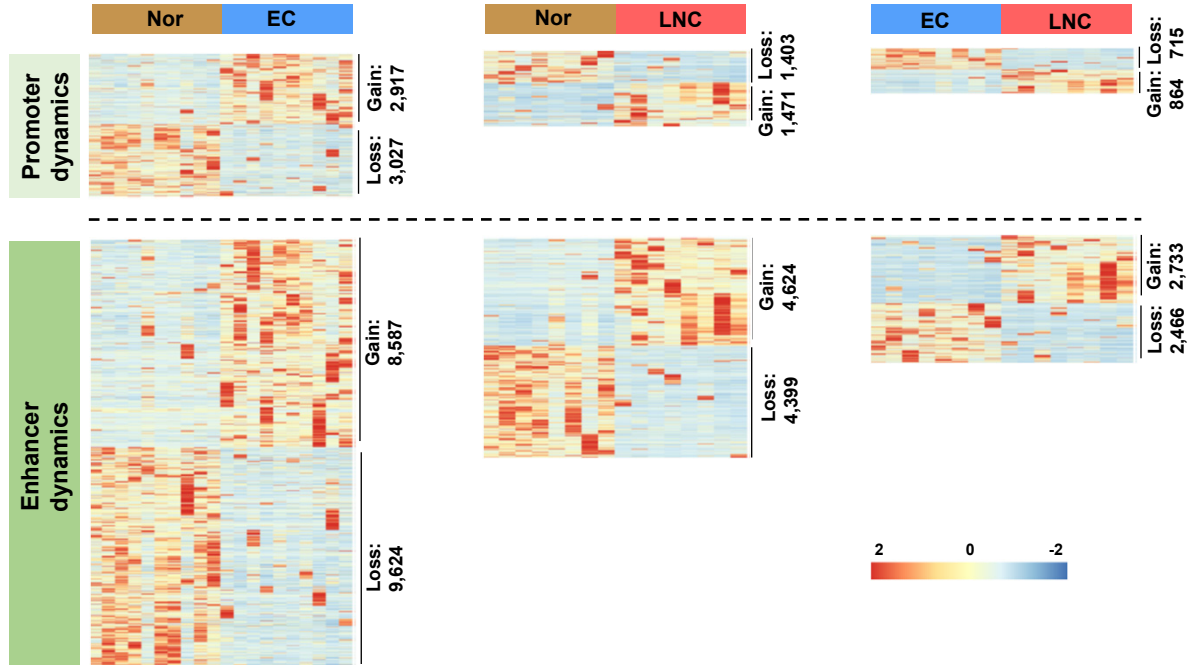 Nor EC
Nor LNC
EC LNC
Promoter
dynamics
Gain:
2,917
Loss:
3,027
Loss:
1,403
Gain:
1,471
Loss:
715
Gain:
864
Enhancer
dynamics
Gain:
8,587
Loss:
9,624
Gain:
4,624
Loss:
4,399
Gain:
2,733
Loss:
2,466
2 0 -2